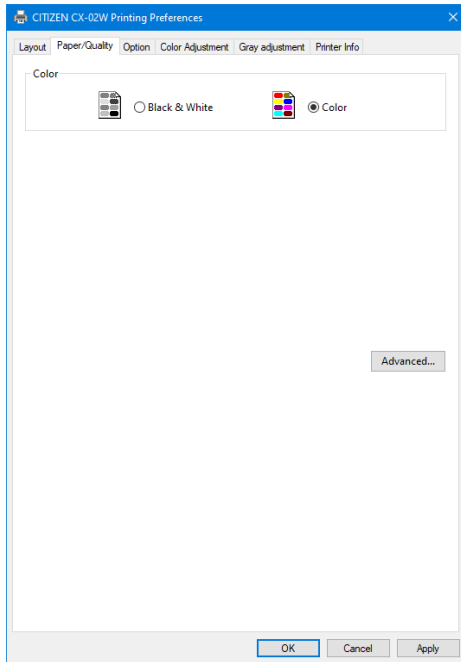 CITIZEN CX-02W Printing Preferences
Layout Paper/Quality Option Color Adjustment Gray adjustment Printer Info
Color
Black & White Color
Advanced...
OK Cancel Apply